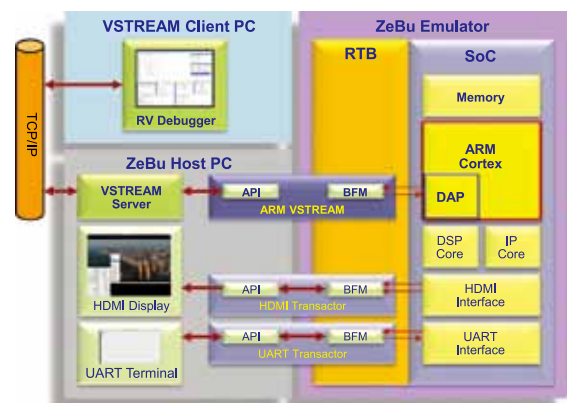 VSTREAM Client PC
ZeBu Emulator
RTB
SoC
RV Debugger
Memory
TCP/IP
ARM
Cortex
DAP
ZeBu Host PC
VSTREAM
Server
API
BFM
ARM VSTREAM
DSP
Core
IP
Core
HDMI Display
API
BFM
HDMI Transactor
HDMI
Interface
UART Terminal
API
BFM
UART Transactor
UART
Interface